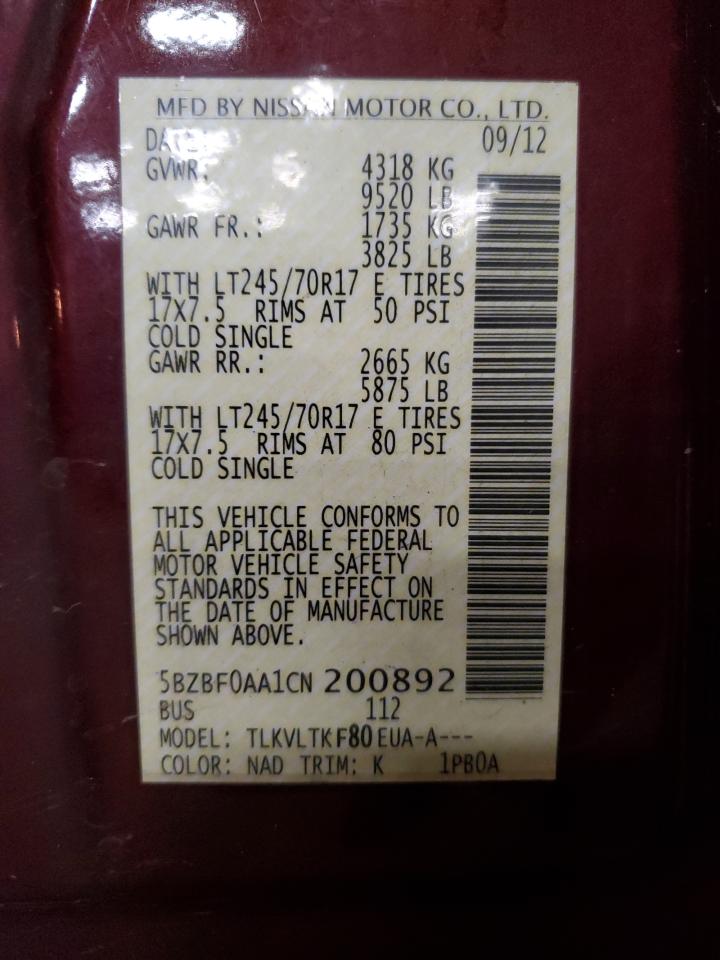 MFD BY NISSAN MOTOR CO., LTD.
DATE: 09/12
GVWR: 4318 KG
9520 LB
GAWR FR.: 1735 KG
3825 LB
WITH LT245/70R17 E TIRES
17X7.5 RIMS AT 50 PSI
COLD SINGLE
GAWR RR.: 2665 KG
5875 LB
WITH LT245/70R17 E TIRES
17X7.5 RIMS AT 80 PSI
COLD SINGLE
THIS VEHICLE CONFORMS TO
ALL APPLICABLE FEDERAL
MOTOR VEHICLE SAFETY
STANDARDS IN EFFECT ON
THE DATE OF MANUFACTURE
SHOWN ABOVE.
5BZBF0AA1CN 200892
BUS 112
MODEL: TLKVLTKF80EUA-A---
COLOR: NAD TRIM: K 1PB0A